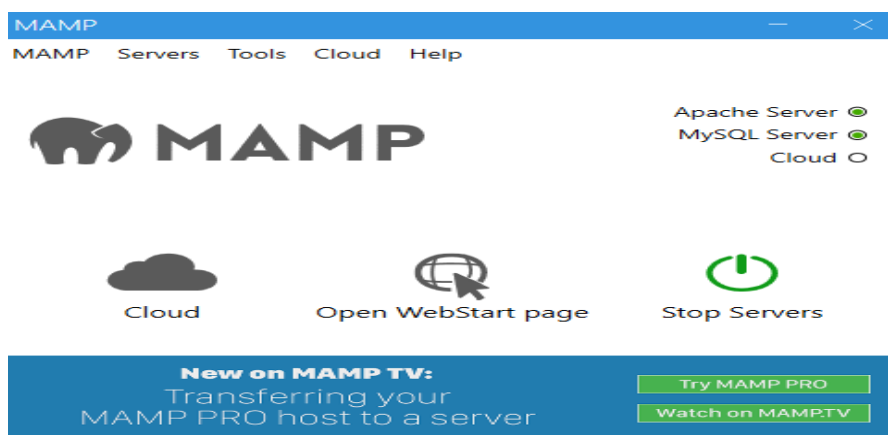 MAMP
MAMP Servers Tools Cloud Help
MAMP
Apache Server
MySQL Server
Cloud
Cloud
Open WebStart page
Stop Servers
New on MAMP TV:
Transferring your
MAMP PRO host to a server
Try MAMP PRO
Watch on MAMP.TV